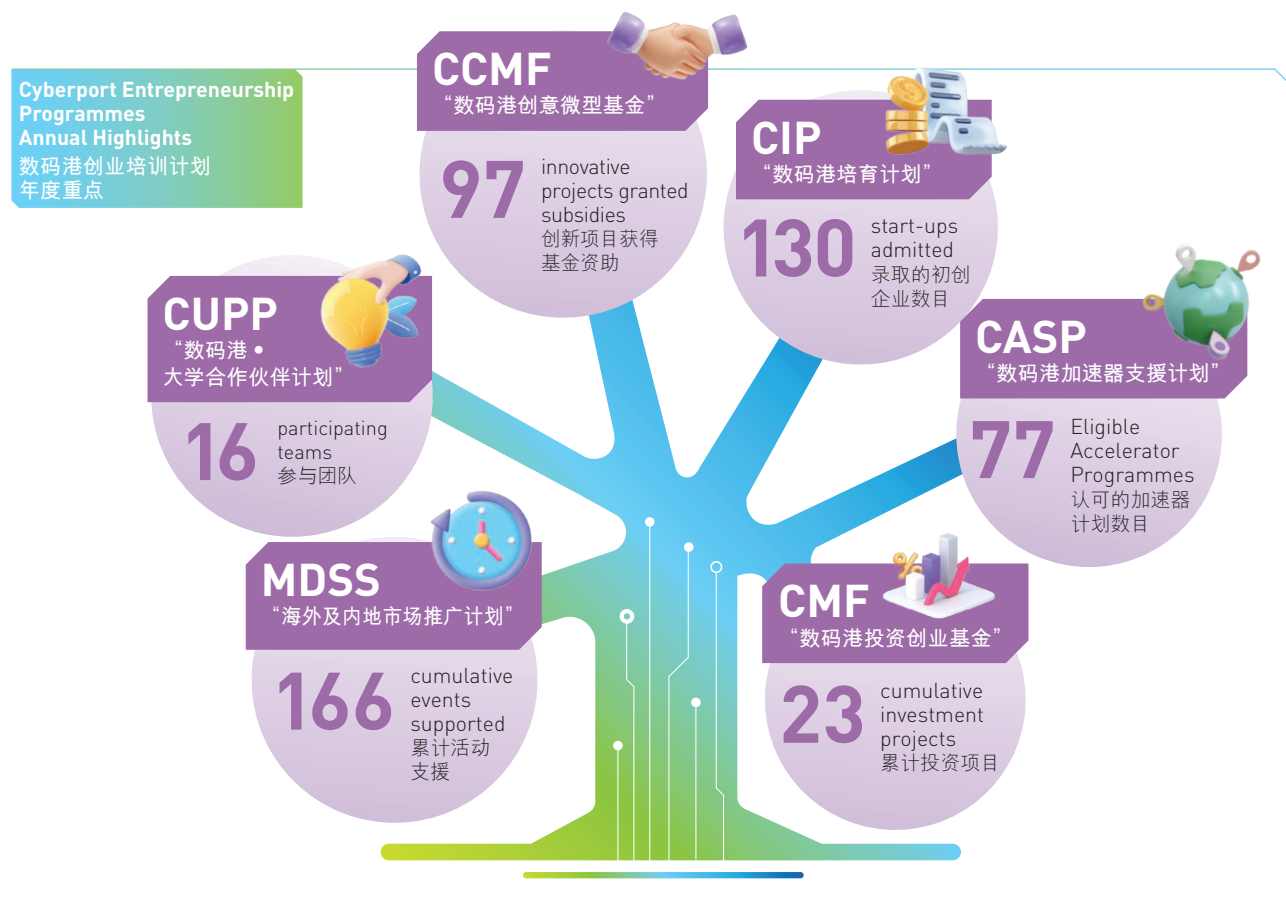 Cyberport Entrepreneurship
Programmes
Annual Highlights
数码港创业培训计划
年度重点
CCMF
“数码港创意微型基金”
97
innovative
projects granted
subsidies
创新项目获得
基金资助
CIP
“数码港培育计划”
130
start-ups
admitted
录取的初创
企业数目
CUPP
“数码港•
大学合作伙伴计划”
16
participating
teams
参与团队
CASP
“数码港加速器支援计划”
77
Eligible
Accelerator
Programmes
认可的加速器
计划数目
MDSS
“海外及内地市场推广计划”
166
cumulative
events
supported
累计活动
支援
CMF
“数码港投资创业基金”
23
cumulative
investment
projects
累计投资项目
%